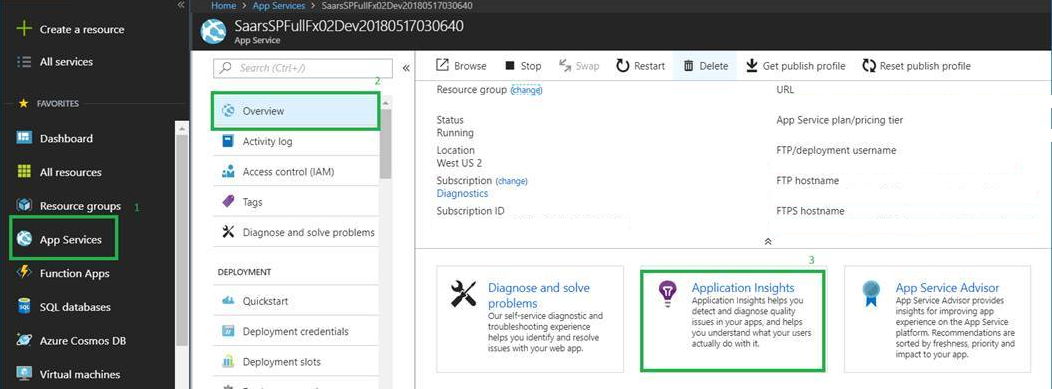 Create a resource
All services
FAVORITES
Dashboard
All resources
Resource groups
1
App Services
Function Apps
SQL databases
Azure Cosmos DB
Virtual machines
Home > App Services > SaarsSPFullFx02Dev20180517030640
SaarsSPFullFx02Dev20180517030640
App Service
Search (Ctrl+/)
2
Overview
Activity log
Access control (IAM)
Tags
Diagnose and solve problems
DEPLOYMENT
Quickstart
Deployment credentials
Deployment slots
Browse Stop Swap Restart Delete Get publish profile Reset publish profile
Resource group (change)
Status
Running
Location
West US 2
Subscription (change)
Diagnostics
Subscription ID
URL
App Service plan/pricing tier
FTP/deployment username
FTP hostname
FTPS hostname
Diagnose and solve
problems
Our self-service diagnostic and
troubleshooting experience
helps you identify and resolve
issues with your web app.
3
Application Insights
Application Insights helps you
detect and diagnose quality
issues in your apps, and helps
you understand what your users
actually do with it.
App Service Advisor
App Service Advisor provides
insights for improving app
experience on the App Service
platform. Recommendations are
sorted by freshness, priority and
impact to your app.